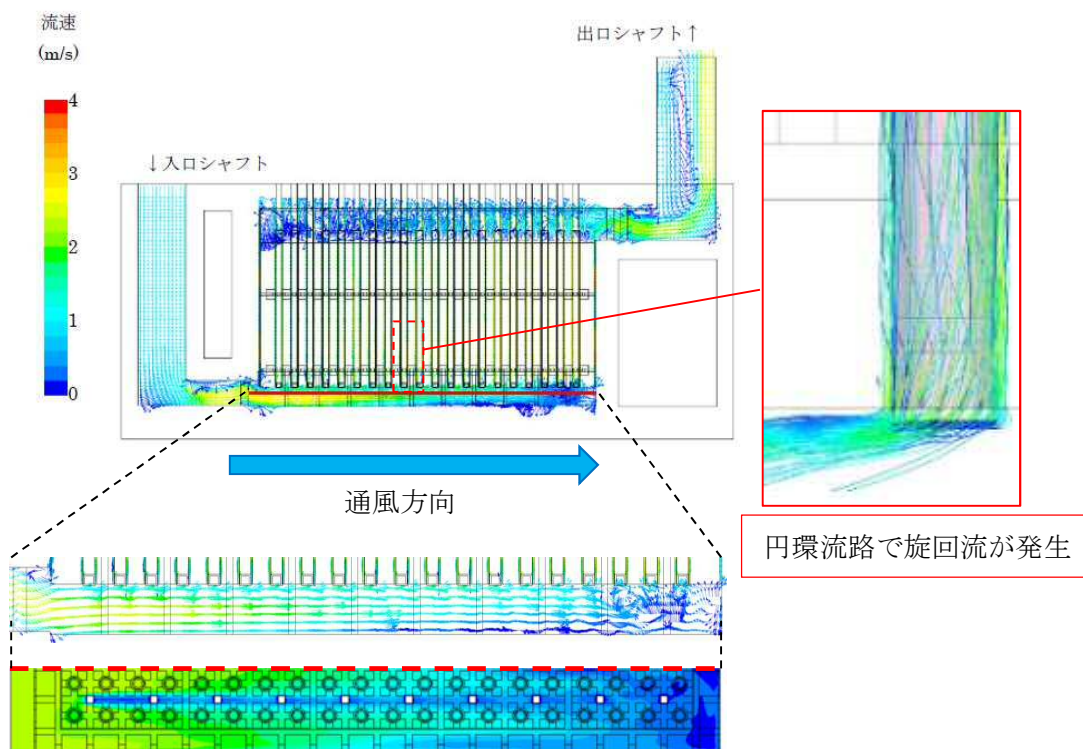 流速
(m/s)
4
3
2
1
0
出口シャフト↑
↓入口シャフト
通風方向
円環流路で旋回流が発生